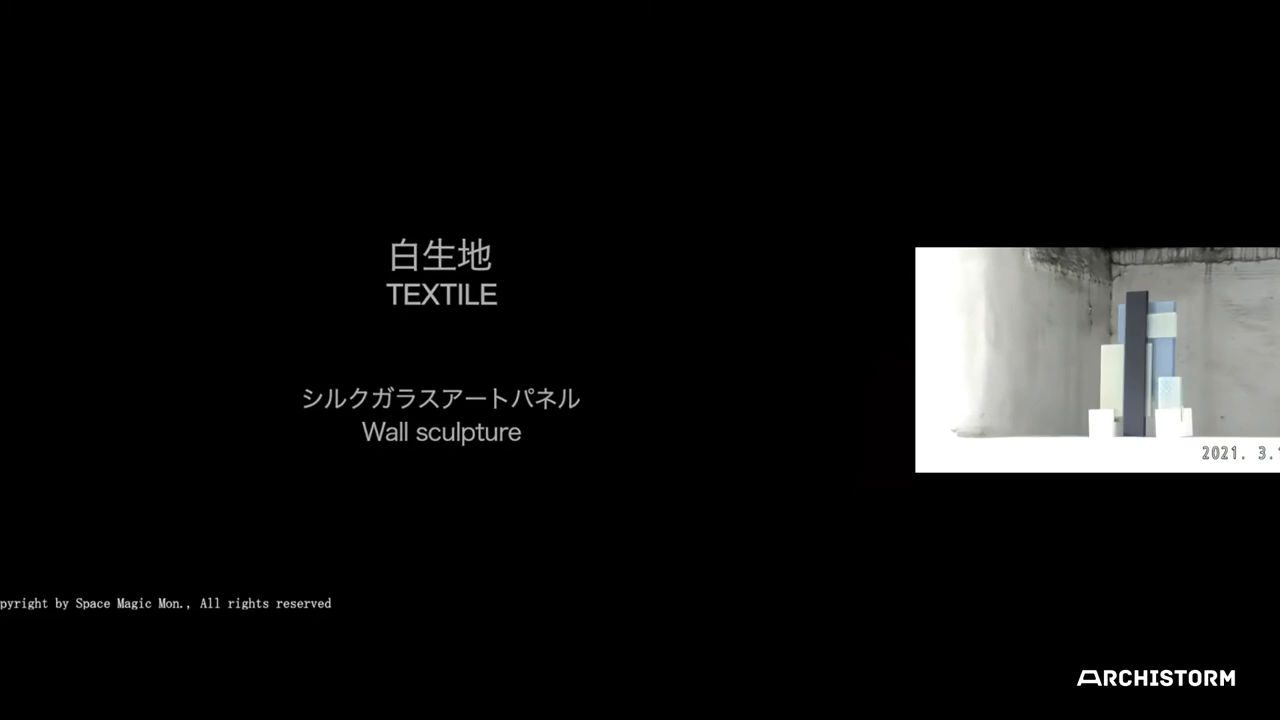 白生地
TEXTILE
シルクガラスアートパネル
Wall sculpture
2021. 3.
pyright by Space Magic Mon., All rights reserved
ARCHISTORM